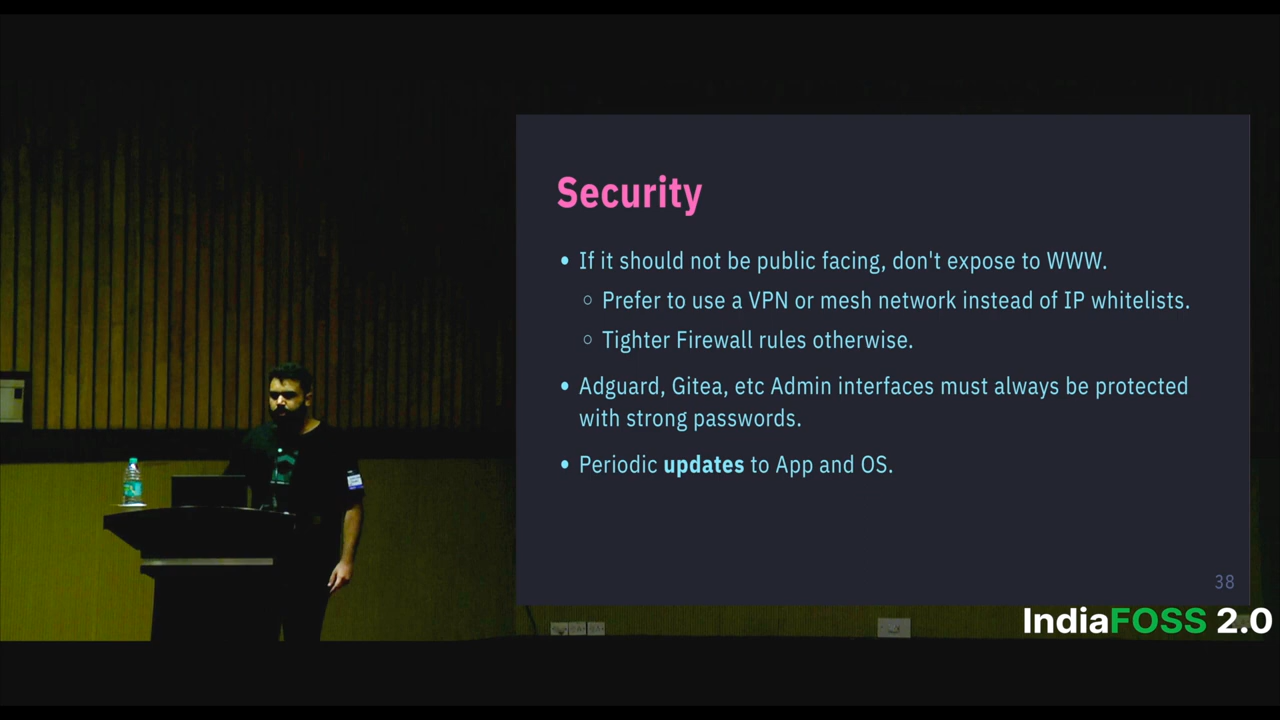 Security
• If it should not be public facing, don't expose to WWW.
○ Prefer to use a VPN or mesh network instead of IP whitelists.
○ Tighter Firewall rules otherwise.
• Adguard, Gitea, etc Admin interfaces must always be protected
with strong passwords.
• Periodic updates to App and OS.
38
IndiaFOSS 2.0